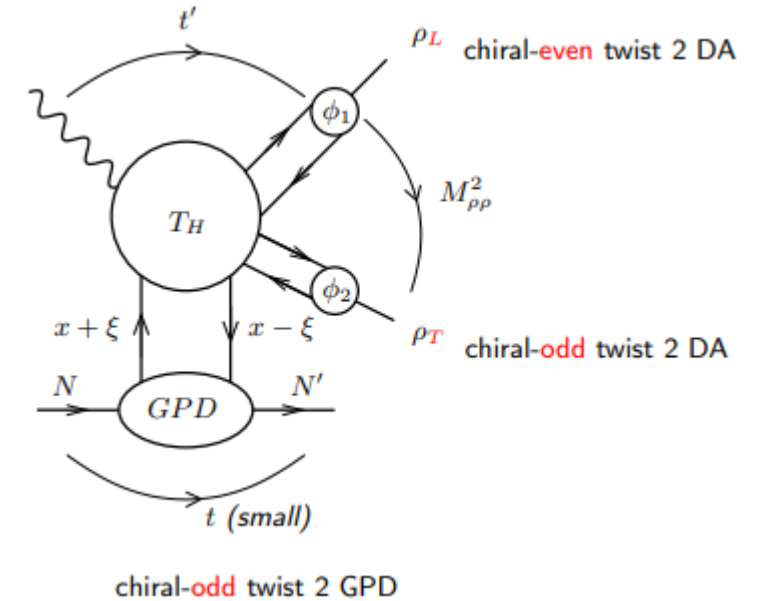 t′
ρL chiral-even twist 2 DA
ϕ1
M²ρρ
TH
ϕ2
x + ξ x − ξ
ρT chiral-odd twist 2 DA
N GPD N′
t (small)
chiral-odd twist 2 GPD